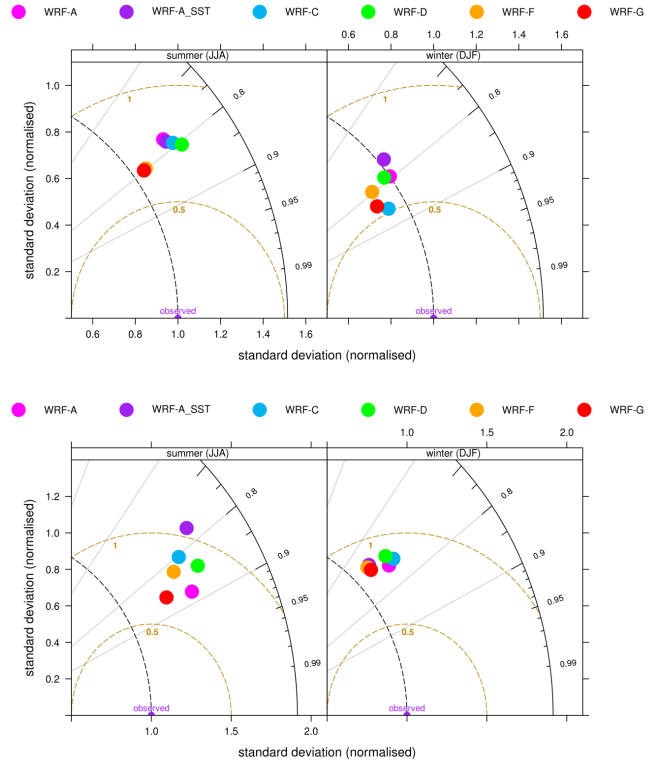 WRF-A WRF-A_SST WRF-C WRF-D WRF-F WRF-G
0.6 0.8 1.0 1.2 1.4 1.6
summer (JJA) winter (DJF)
1.0 0.8 0.6 0.4 0.2
standard deviation (normalised)
1 0.5 observed 0.8 0.9 0.95 0.99
0.5 observed 0.8 0.9 0.95 0.99
0.6 0.8 1.0 1.2 1.4 1.6
standard deviation (normalised)
WRF-A WRF-A_SST WRF-C WRF-D WRF-F WRF-G
1.0 1.5 2.0
summer (JJA) winter (DJF)
1.2 1.0 0.8 0.6 0.4 0.2
standard deviation (normalised)
1 0.5 observed 0.8 0.9 0.95 0.99
1 0.5 observed 0.8 0.9 0.95 0.99
1.0 1.5 2.0
standard deviation (normalised)